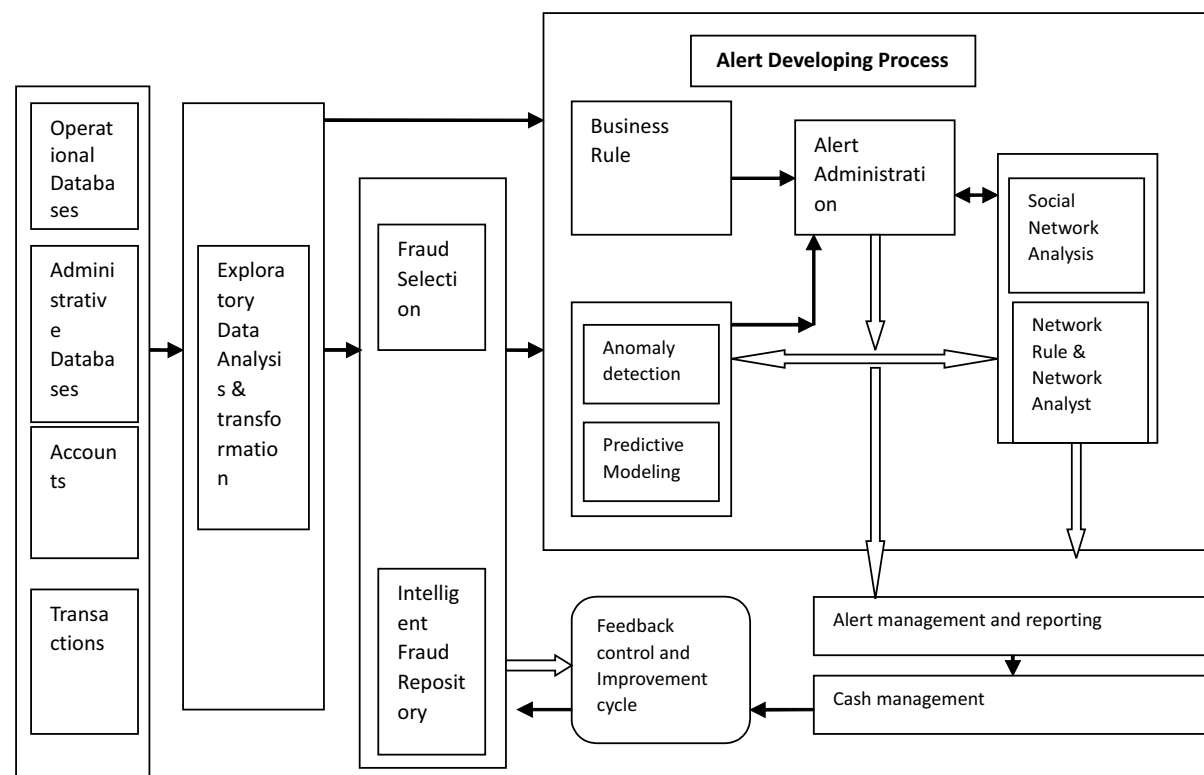 Alert Developing Process
Operat
ional
Databa
ses
Admini
strativ
e
Databa
ses
Accoun
ts
Transa
ctions
Explora
tory
Data
Analysi
s &
transfo
rmatio
n
Fraud
Selecti
on
Intellig
ent
Fraud
Reposit
ory
Business
Rule
Anomaly
detection
Predictive
Modeling
Alert
Administrati
on
Social
Network
Analysis
Network
Rule &
Network
Analyst
Feedback
control and
Improvement
cycle
Alert management and reporting
Cash management